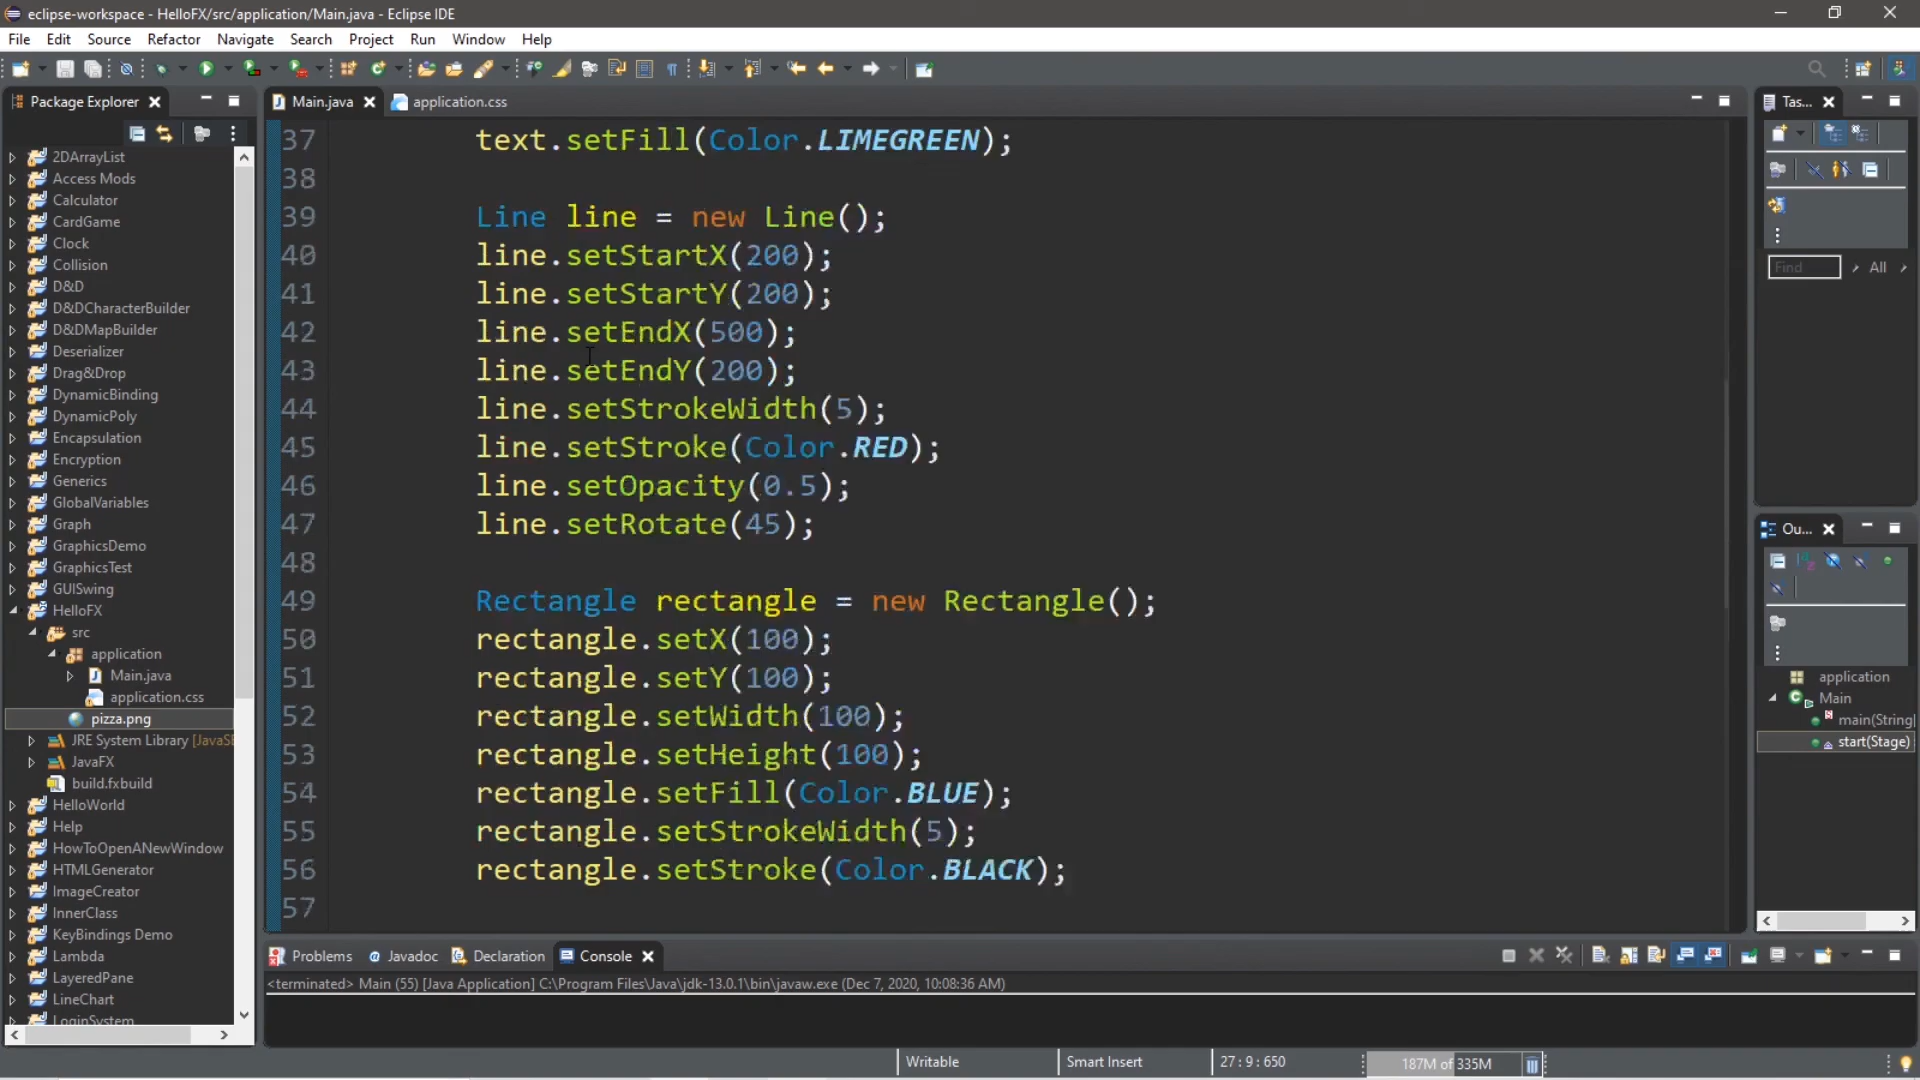 eclipse-workspace - HelloFX/src/application/Main.java - Eclipse IDE
File Edit Source Refactor Navigate Search Project Run Window Help
Package Explorer
2DArrayList
Access Mods
Calculator
CardGame
Clock
Collision
D&D
D&DCharacterBuilder
D&DMapBuilder
Deserializer
Drag&Drop
DynamicBinding
DynamicPoly
Encapsulation
Encryption
Generics
GlobalVariables
Graph
GraphicsDemo
GraphicsTest
GUISwing
HelloFX
src
application
Main.java
application.css
pizza.png
JRE System Library [JavaSE
JavaFX
build.fxbuild
HelloWorld
Help
HowToOpenANewWindow
HTMLGenerator
ImageCreator
InnerClass
KeyBindings Demo
Lambda
LayeredPane
LineChart
LoginSystem
Main.java application.css
37 text.setFill(Color.LIMEGREEN);
38
39 Line line = new Line();
40 line.setStartX(200);
41 line.setStartY(200);
42 line.setEndX(500);
43 line.setEndY(200);
44 line.setStrokeWidth(5);
45 line.setStroke(Color.RED);
46 line.setOpacity(0.5);
47 line.setRotate(45);
48
49 Rectangle rectangle = new Rectangle();
50 rectangle.setX(100);
51 rectangle.setY(100);
52 rectangle.setWidth(100);
53 rectangle.setHeight(100);
54 rectangle.setFill(Color.BLUE);
55 rectangle.setStrokeWidth(5);
56 rectangle.setStroke(Color.BLACK);
57
Tas...
Find All
Ou...
application
Main
main(String[
start(Stage)
Problems Javadoc Declaration Console
<terminated> Main (55) [Java Application] C:\Program Files\Java\jdk-13.0.1\bin\javaw.exe (Dec 7, 2020, 10:08:36 AM)
Writable Smart Insert 27 : 9 : 650 187M of 335M